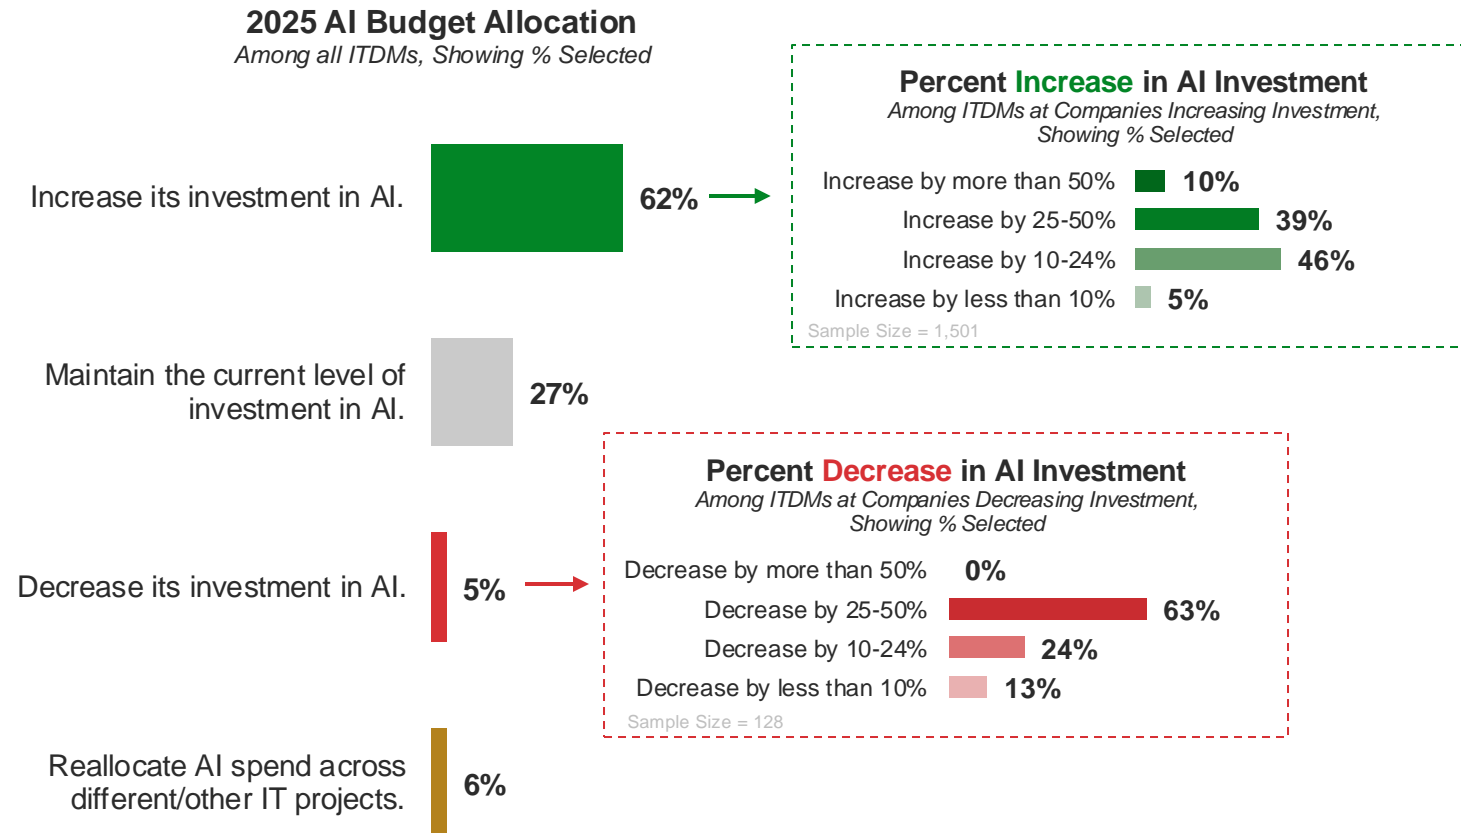 2025 AI Budget Allocation
Among all ITDMs, Showing % Selected
Increase its investment in AI.
62%
Percent Increase in AI Investment
Among ITDMs at Companies Increasing Investment,
Showing % Selected
Increase by more than 50% 10%
Increase by 25-50% 39%
Increase by 10-24% 46%
Increase by less than 10% 5%
Sample Size = 1,501
Maintain the current level of
investment in AI.
27%
Decrease its investment in AI.
5%
Percent Decrease in AI Investment
Among ITDMs at Companies Decreasing Investment,
Showing % Selected
Decrease by more than 50% 0%
Decrease by 25-50% 63%
Decrease by 10-24% 24%
Decrease by less than 10% 13%
Sample Size = 128
Reallocate AI spend across
different/other IT projects.
6%